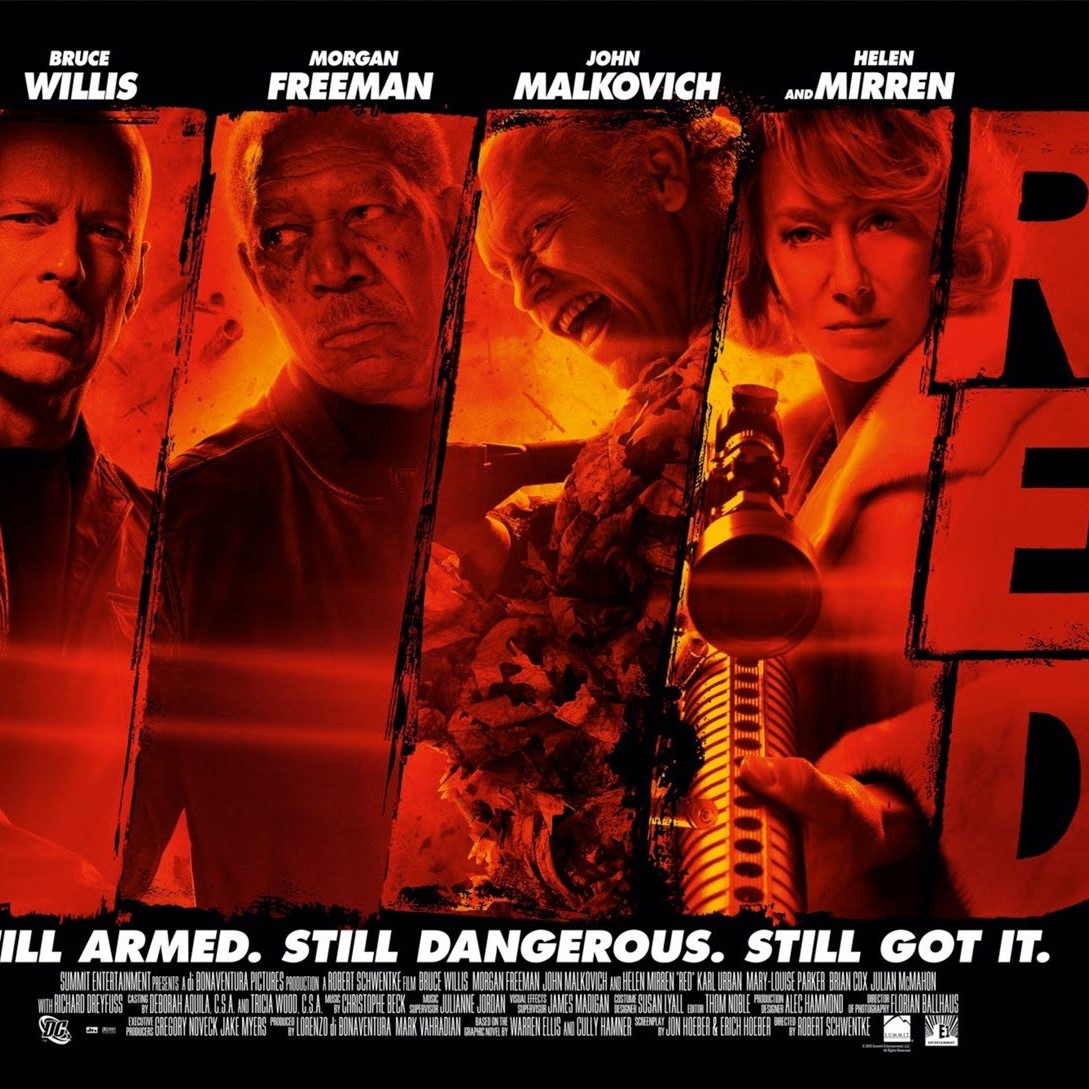 BRUCE WILLIS
MORGAN FREEMAN
JOHN MALKOVICH
AND HELEN MIRREN
RED
ILL ARMED. STILL DANGEROUS. STILL GOT IT.
SUMMIT ENTERTAINMENT PRESENTS A di BONAVENTURA PICTURES PRODUCTION A ROBERT SCHWENTKE FILM BRUCE WILLIS MORGAN FREEMAN JOHN MALKOVICH AND HELEN MIRREN "RED" KARL URBAN MARY-LOUISE PARKER BRIAN COX JULIAN McMAHON
WITH RICHARD DREYFUSS CASTING BY DEBORAH AQUILA, C.S.A. AND TRICIA WOOD, C.S.A. MUSIC BY CHRISTOPHE BECK MUSIC SUPERVISOR JULIANNE JORDAN VISUAL EFFECTS SUPERVISOR JAMES MADIGAN COSTUME DESIGNER SUSAN LYALL EDITOR THOM NOBLE PRODUCTION DESIGNER ALEC HAMMOND DIRECTOR OF PHOTOGRAPHY FLORIAN BALLHAUS
EXECUTIVE PRODUCERS GREGORY NOVECK JAKE MYERS PRODUCED BY LORENZO di BONAVENTURA MARK VAHRADIAN BASED ON THE GRAPHIC NOVEL BY WARREN ELLIS AND CULLY HAMNER SCREENPLAY BY JON HOEBER & ERICH HOEBER DIRECTED BY ROBERT SCHWENTKE
DC dts SUMMIT E1 ENTERTAINMENT